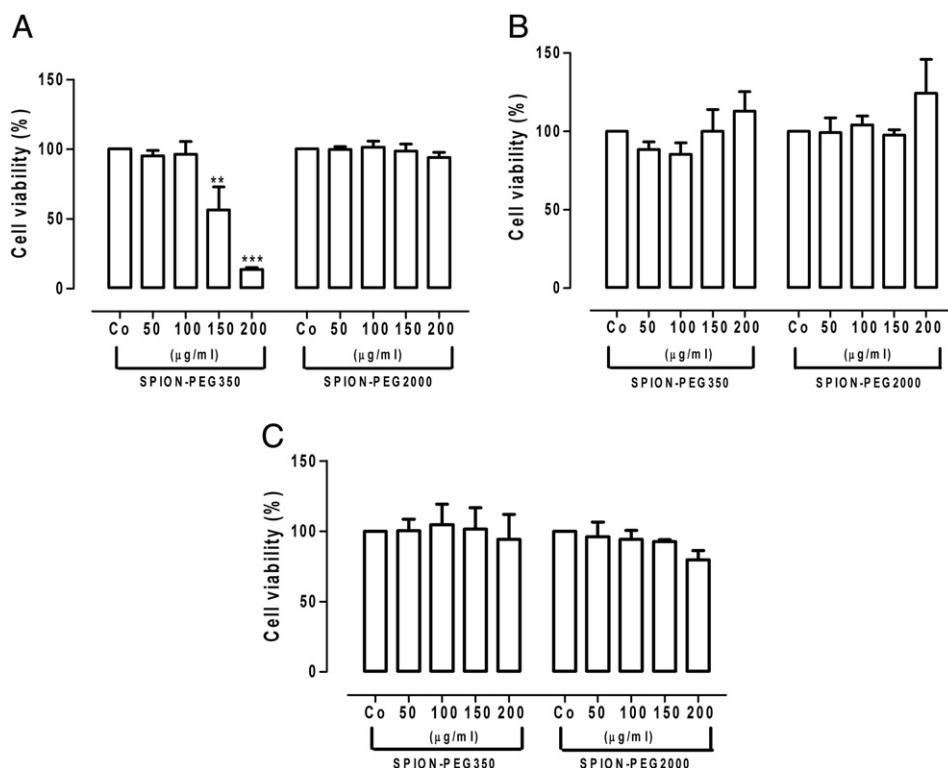 A
Cell viability (%)
150
100
50
0
**
***
Co 50 100 150 200 Co 50 100 150 200
(μg/ml) (μg/ml)
SPION-PEG350 SPION-PEG2000
B
Cell viability (%)
150
100
50
0
Co 50 100 150 200 Co 50 100 150 200
(μg/ml) (μg/ml)
SPION-PEG350 SPION-PEG2000
C
Cell viability (%)
150
100
50
0
Co 50 100 150 200 Co 50 100 150 200
(μg/ml) (μg/ml)
SPION-PEG350 SPION-PEG2000